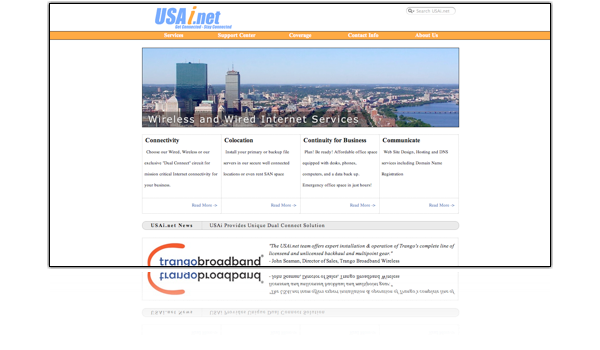 USAi.net
Get Connected - Stay Connected
Search USAi.net
Services Support Center Coverage Contact Info About Us
Wireless and Wired Internet Services
Connectivity
Choose our Wired, Wireless or our
exclusive "Dual Connect" circuit for
mission critical Internet connectivity for
your business.
Read More ->
Colocation
Install your primary or backup file
servers in our secure well connected
locations or even rent SAN space
Read More ->
Continuity for Business
Plan! Be ready! Affordable office space
equipped with desks, phones,
computers, and a data back up.
Emergency office space in just hours!
Read More ->
Communicate
Web Site Design, Hosting and DNS
services including Domain Name
Registration
Read More ->
USAi.net News USAi Provides Unique Dual Connect Solution
trangobroadband®
"The USAi.net team offers expert installation & operation of Trango's complete line of
licensed and unlicensed backhaul and multipoint gear."
- John Seaman, Director of Sales, Trango Broadband Wireless